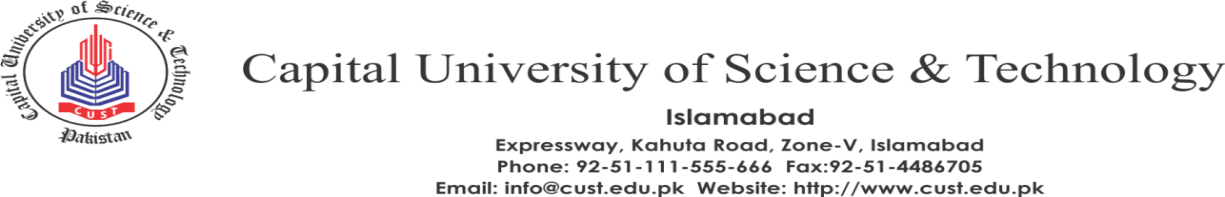 Capital University of Science & Technology
CUST
Pakistan
Capital University of Science & Technology
Islamabad
Expressway, Kahuta Road, Zone-V, Islamabad
Phone: 92-51-111-555-666 Fax:92-51-4486705
Email: info@cust.edu.pk Website: http://www.cust.edu.pk